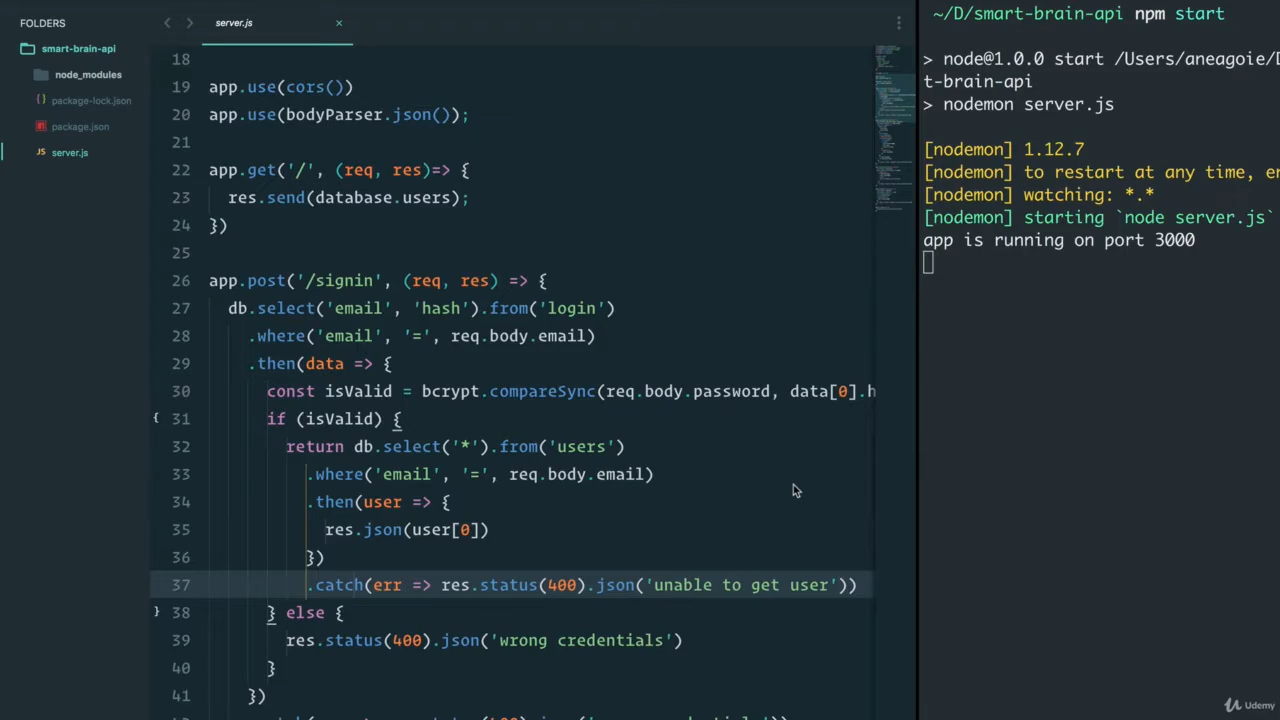 FOLDERS
smart-brain-api
node_modules
package-lock.json
package.json
JS server.js
server.js ×
18
19 app.use(cors())
20 app.use(bodyParser.json());
21
22 app.get('/', (req, res)=> {
23 res.send(database.users);
24 })
25
26 app.post('/signin', (req, res) => {
27 db.select('email', 'hash').from('login')
28 .where('email', '=', req.body.email)
29 .then(data => {
30 const isValid = bcrypt.compareSync(req.body.password, data[0].h
31 if (isValid) {
32 return db.select('*').from('users')
33 .where('email', '=', req.body.email)
34 .then(user => {
35 res.json(user[0])
36 })
37 .catch(err => res.status(400).json('unable to get user'))
38 } else {
39 res.status(400).json('wrong credentials')
40 }
41 })
~/D/smart-brain-api npm start
> node@1.0.0 start /Users/aneagoie/D
t-brain-api
> nodemon server.js
[nodemon] 1.12.7
[nodemon] to restart at any time, en
[nodemon] watching: *.*
[nodemon] starting `node server.js`
app is running on port 3000
Udemy